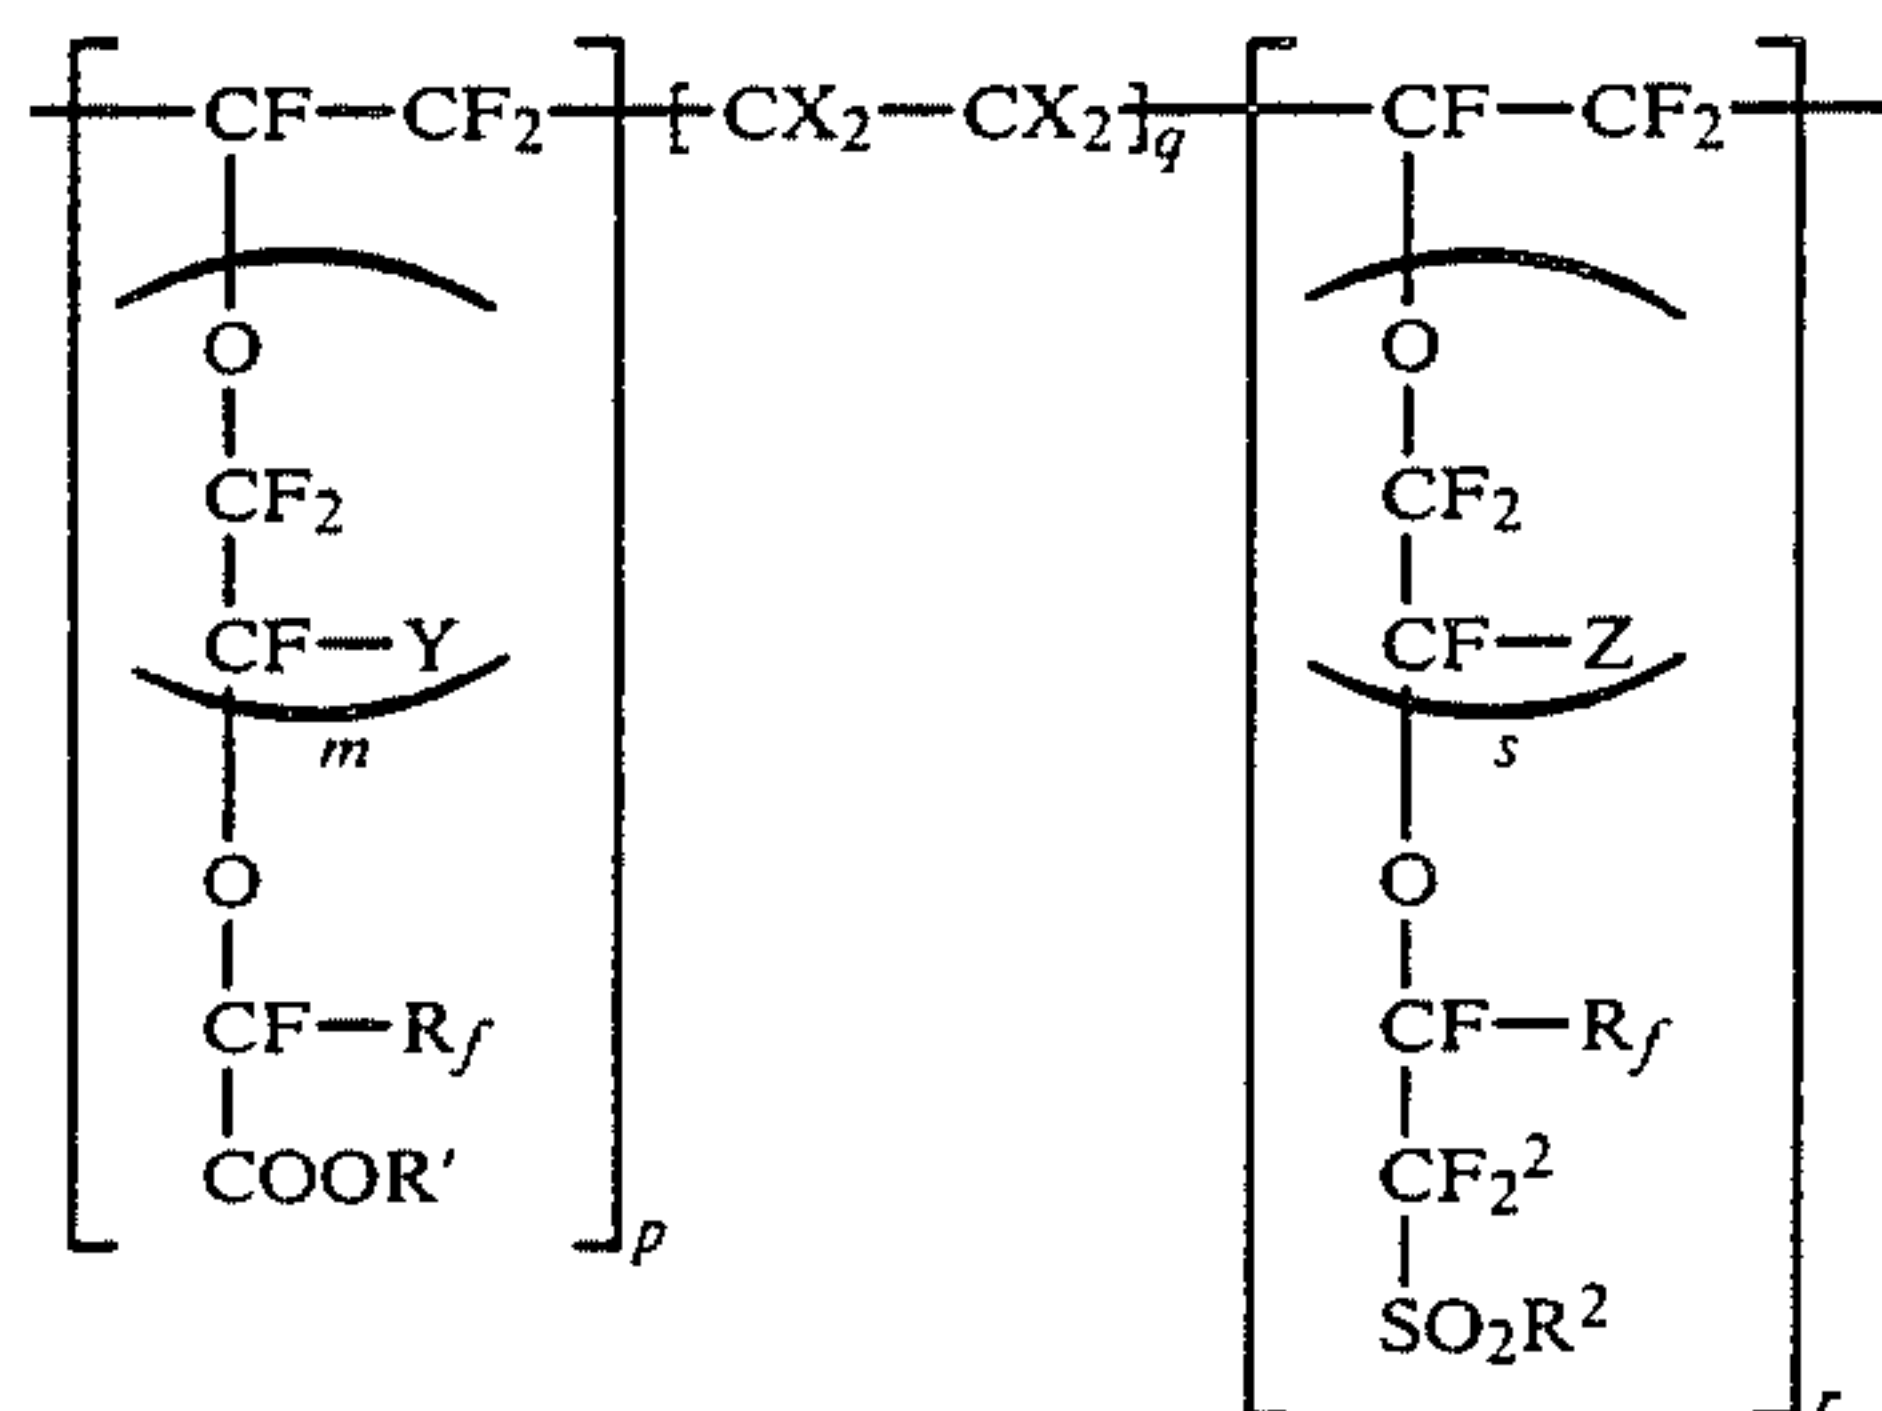 [CF—CF₂] [CX₂—CX₂]q [CF—CF₂]
O O
CF₂ CF₂
CF—Y CF—Z
m s
O O
CF—Rf CF—Rf
COOR′ CF₂²
p
SO₂R²
r